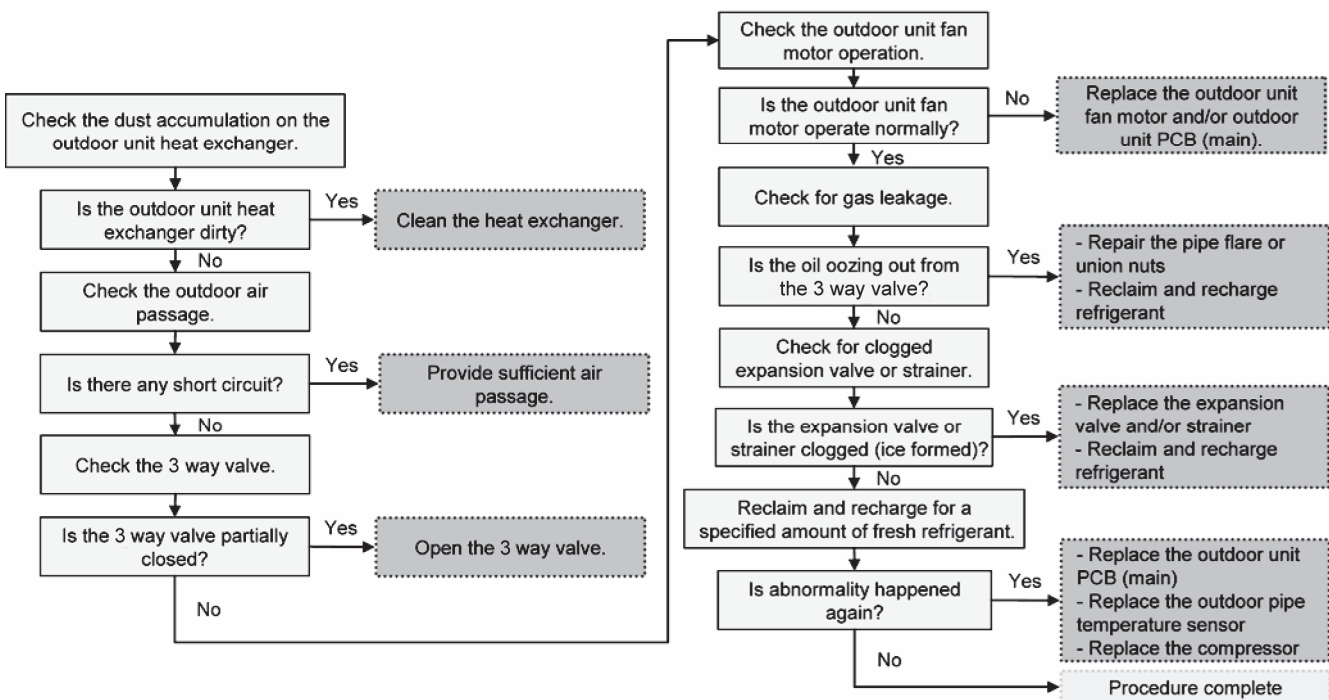 Check the dust accumulation on the
outdoor unit heat exchanger.
Is the outdoor unit heat
exchanger dirty?
Yes
Clean the heat exchanger.
No
Check the outdoor air
passage.
Is there any short circuit?
Yes
Provide sufficient air
passage.
No
Check the 3 way valve.
Is the 3 way valve partially
closed?
Yes
Open the 3 way valve.
No
Check the outdoor unit fan
motor operation.
Is the outdoor unit fan
motor operate normally?
No
Replace the outdoor unit
fan motor and/or outdoor
unit PCB (main).
Yes
Check for gas leakage.
Is the oil oozing out from
the 3 way valve?
Yes
- Repair the pipe flare or
union nuts
- Reclaim and recharge
refrigerant
No
Check for clogged
expansion valve or strainer.
Is the expansion valve or
strainer clogged (ice formed)?
Yes
- Replace the expansion
valve and/or strainer
- Reclaim and recharge
refrigerant
No
Reclaim and recharge for a
specified amount of fresh refrigerant.
Is abnormality happened
again?
Yes
- Replace the outdoor unit
PCB (main)
- Replace the outdoor pipe
temperature sensor
- Replace the compressor
No
Procedure complete